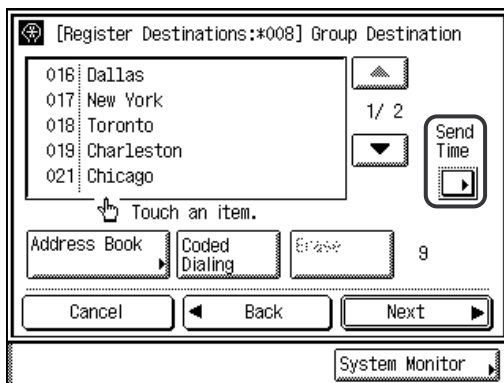 [Register Destinations:*008] Group Destination
016 Dallas
017 New York
018 Toronto
019 Charleston
021 Chicago
1/ 2
Send
Time
Touch an item.
Address Book
Coded
Dialing
Erase
9
Cancel
Back
Next
System Monitor